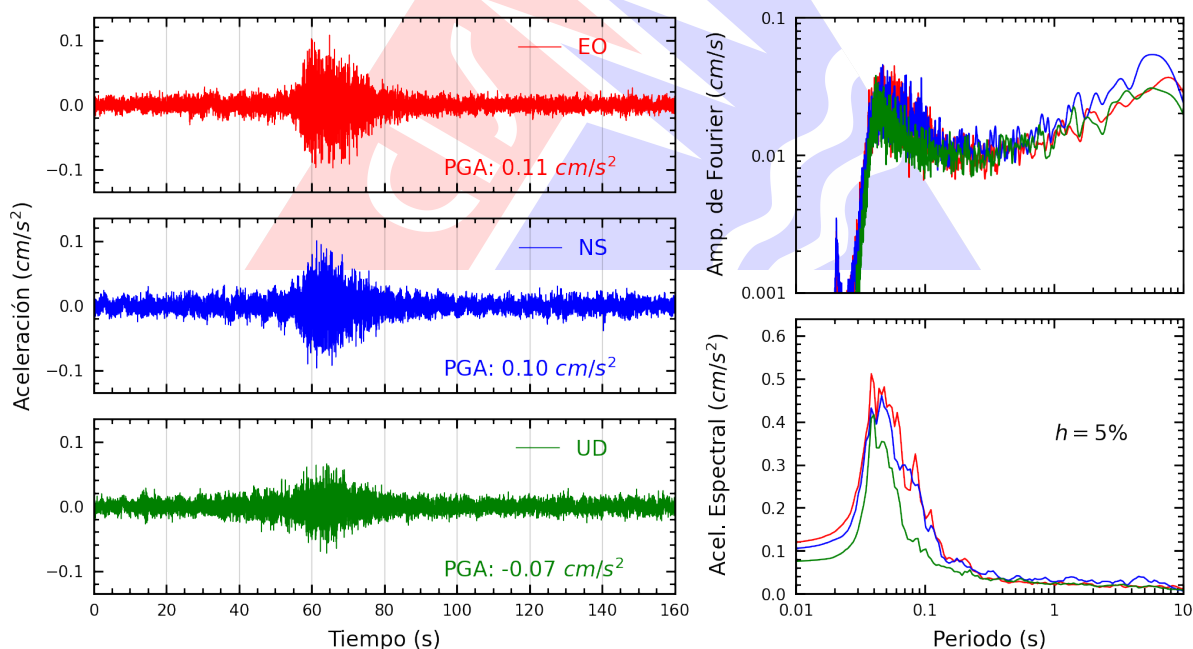 Aceleración (cm/s²)
0.1
0.0
−0.1
EO
PGA: 0.11 cm/s²
0.1
0.0
−0.1
NS
PGA: 0.10 cm/s²
0.1
0.0
−0.1
UD
PGA: -0.07 cm/s²
0 20 40 60 80 100 120 140 160
Tiempo (s)
Amp. de Fourier (cm/s)
0.1
0.01
0.001
Acel. Espectral (cm/s²)
0.6
0.5
0.4
0.3
0.2
0.1
0.0
h = 5%
0.01 0.1 1 10
Periodo (s)